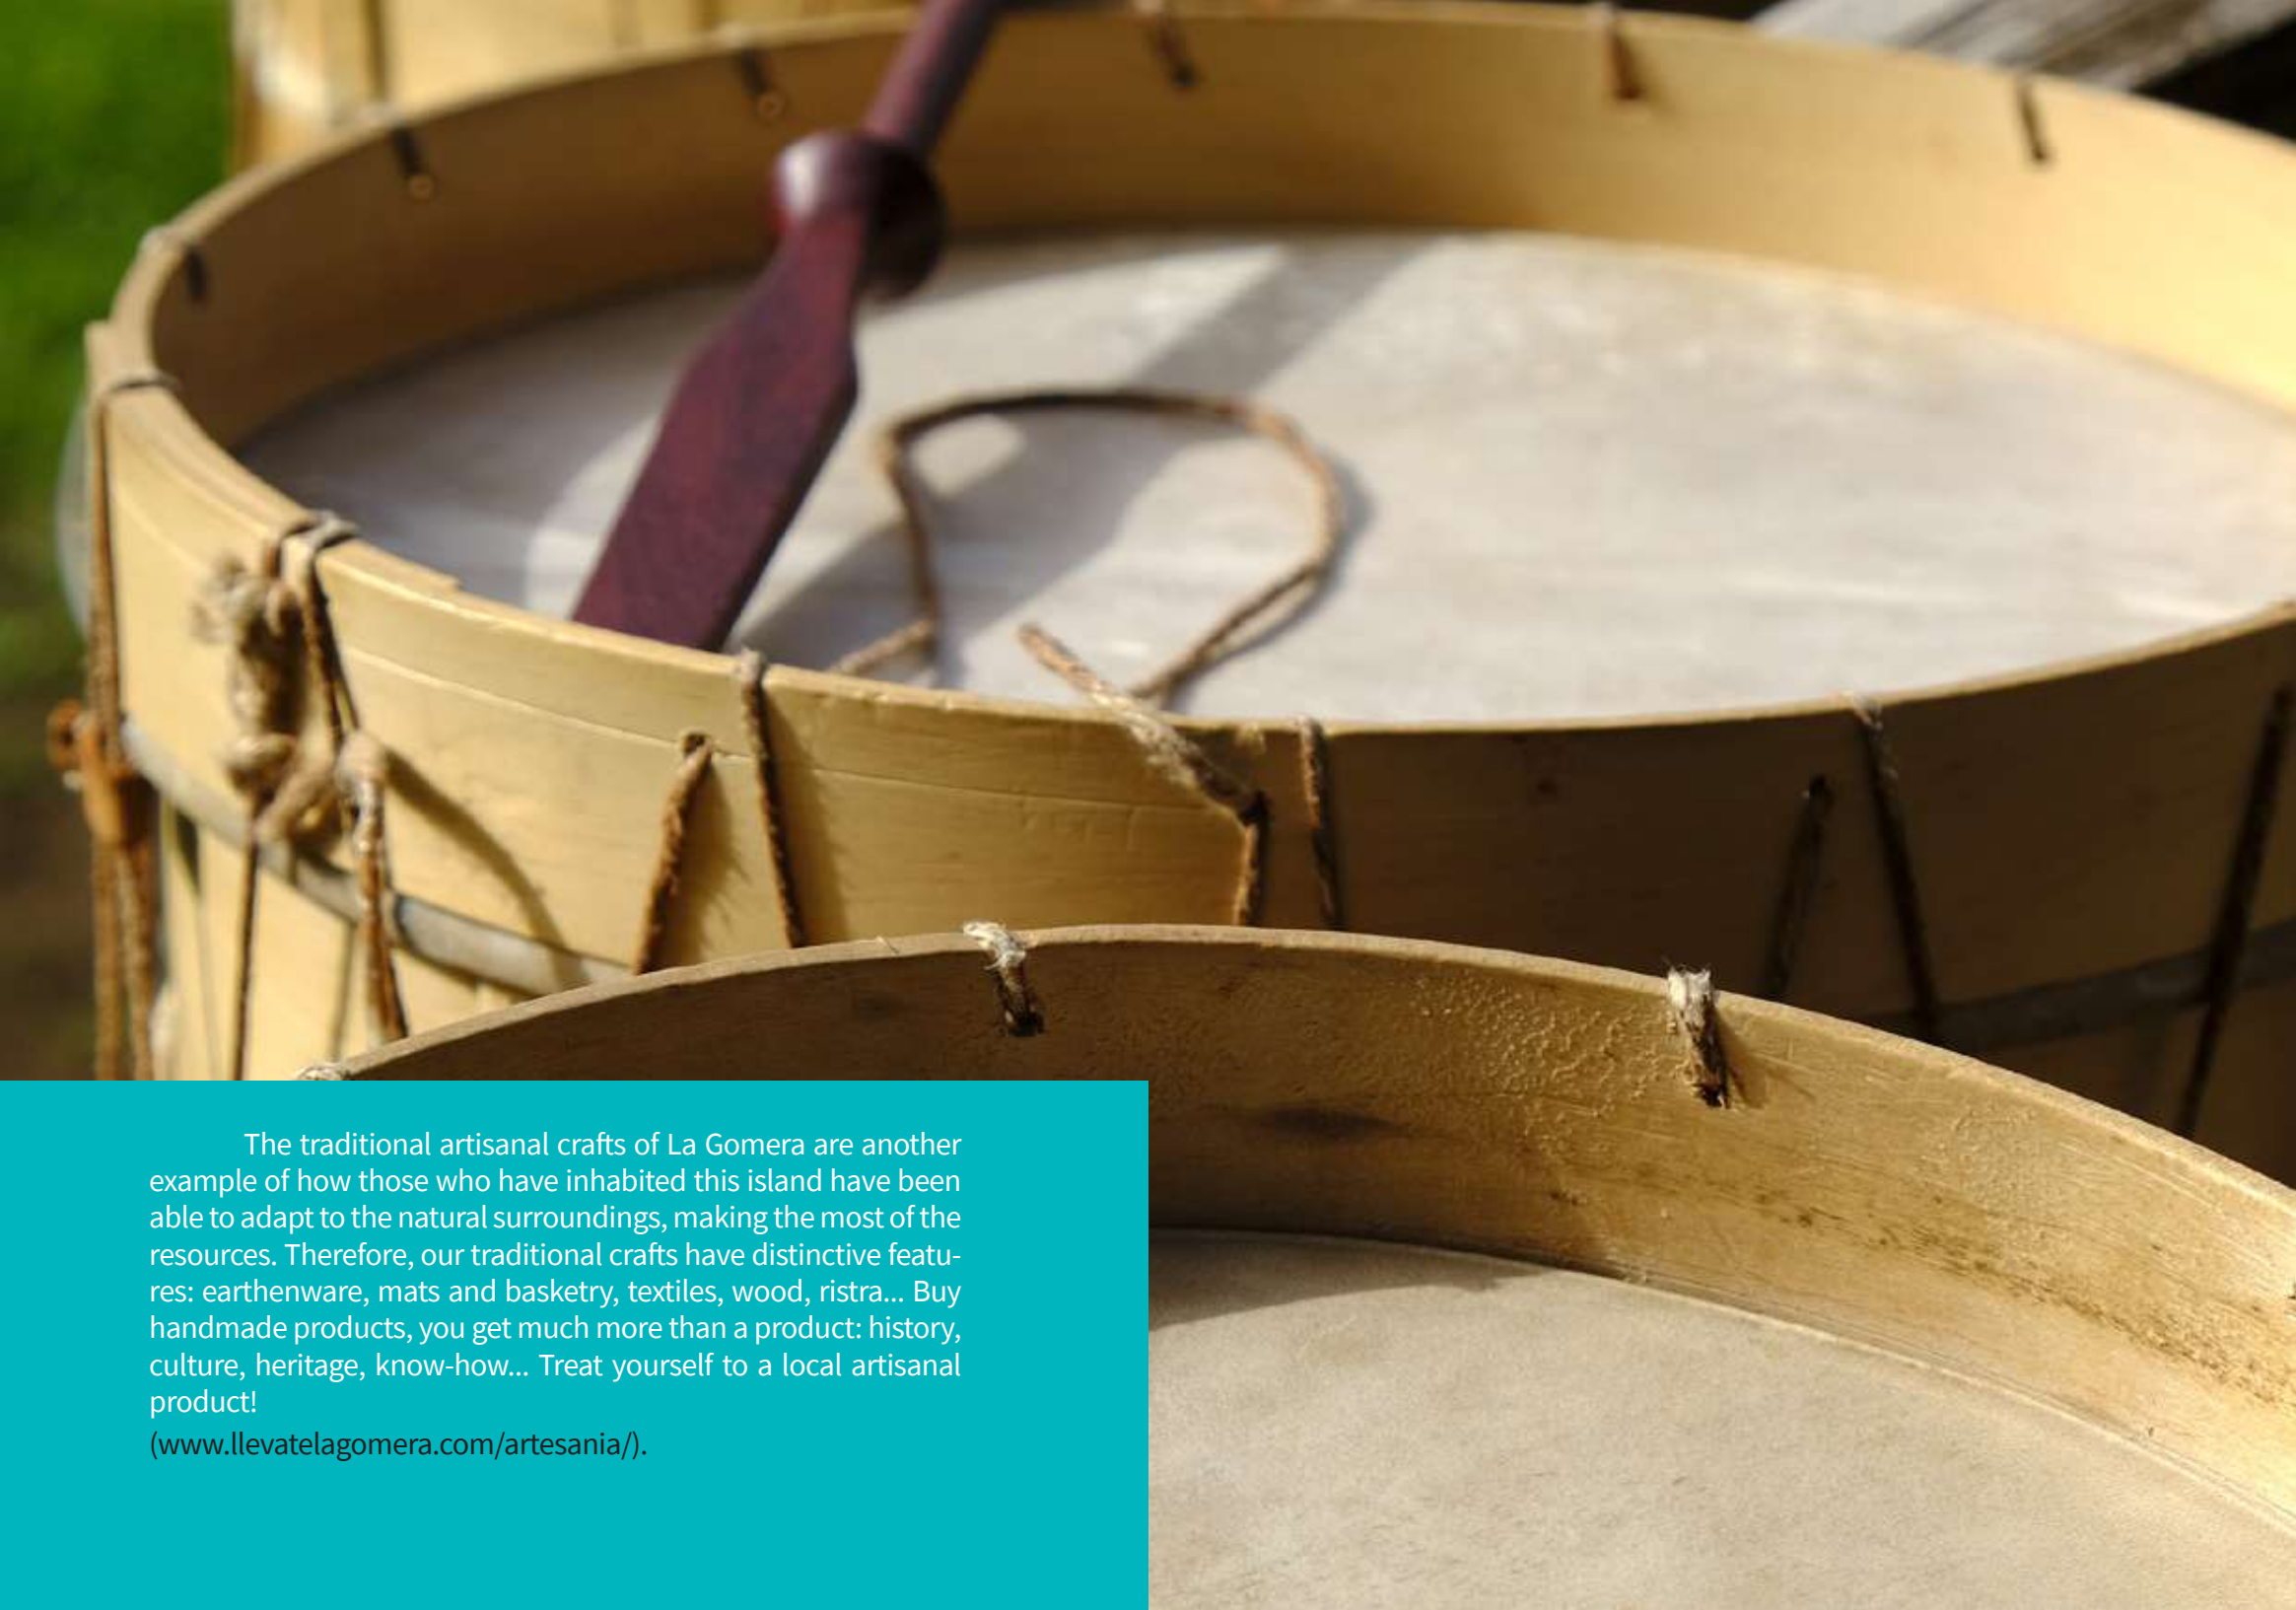 The traditional artisanal crafts of La Gomera are another
example of how those who have inhabited this island have been
able to adapt to the natural surroundings, making the most of the
resources. Therefore, our traditional crafts have distinctive featu-
res: earthenware, mats and basketry, textiles, wood, ristra... Buy
handmade products, you get much more than a product: history,
culture, heritage, know-how... Treat yourself to a local artisanal
product!
(www.llevatelagomera.com/artesania/).